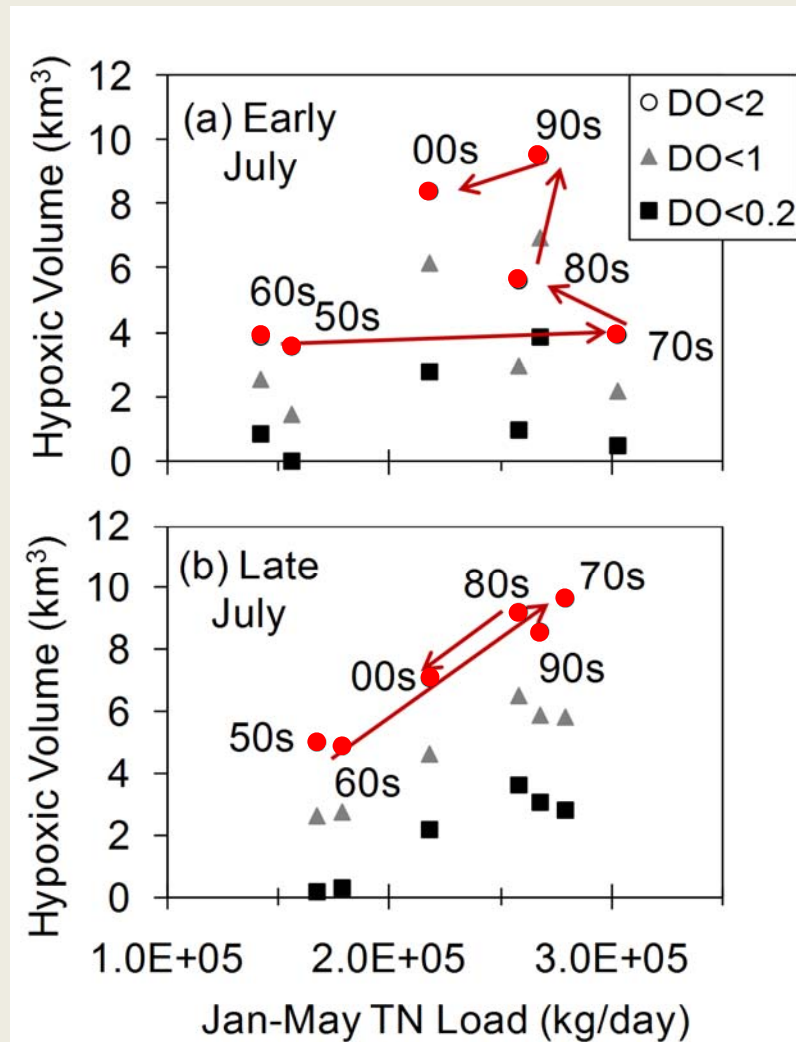 Hypoxic Volume (km³)
12
10
8
6
4
2
0
(a) Early
July
○ DO<2
▲ DO<1
■ DO<0.2
90s
00s
80s
60s
50s
70s
Hypoxic Volume (km³)
12
10
8
6
4
2
0
(b) Late
July
80s
70s
00s
90s
50s
60s
1.0E+05 2.0E+05 3.0E+05
Jan-May TN Load (kg/day)